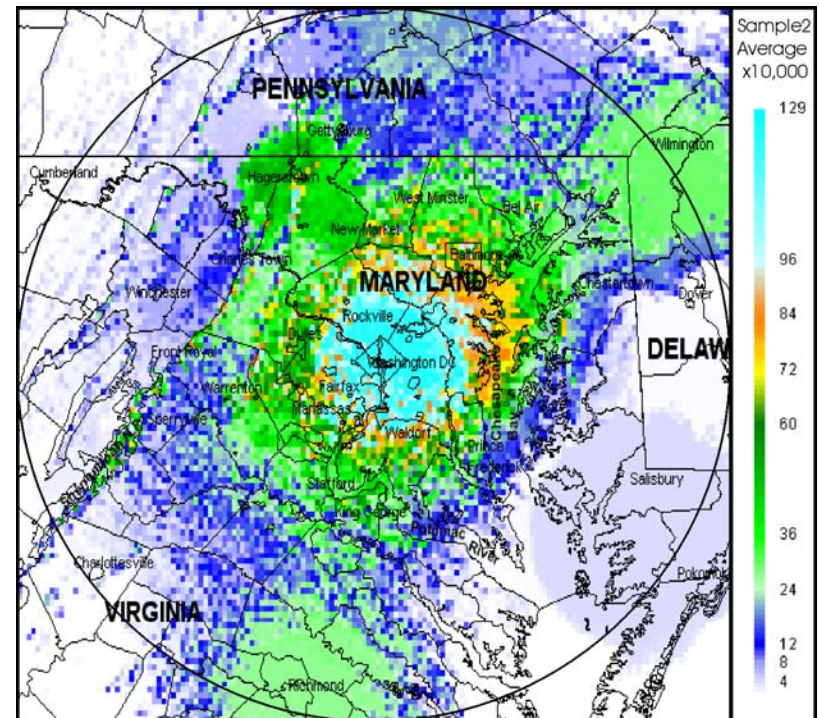 Sample2
Average
x10,000
129
96
84
72
60
36
24
12
8
4
PENNSYLVANIA
Gettysburg
Wilmington
Cumberland
Hagerstown
West Minster
Bel Air
New Market
Baltimore
Charles Town
MARYLAND
Chestertown
Winchester
Dover
Rockville
Dulles
DELAW
Front Royal
Washington DC
Warrenton
Fairfax
Chesapeake Bay
Manassas
Sperryville
Waldorf
Prince
Frederick
Salisbury
Stafford
King George
Potomac
River
Charlottesville
Pokomo
VIRGINIA
Richmond